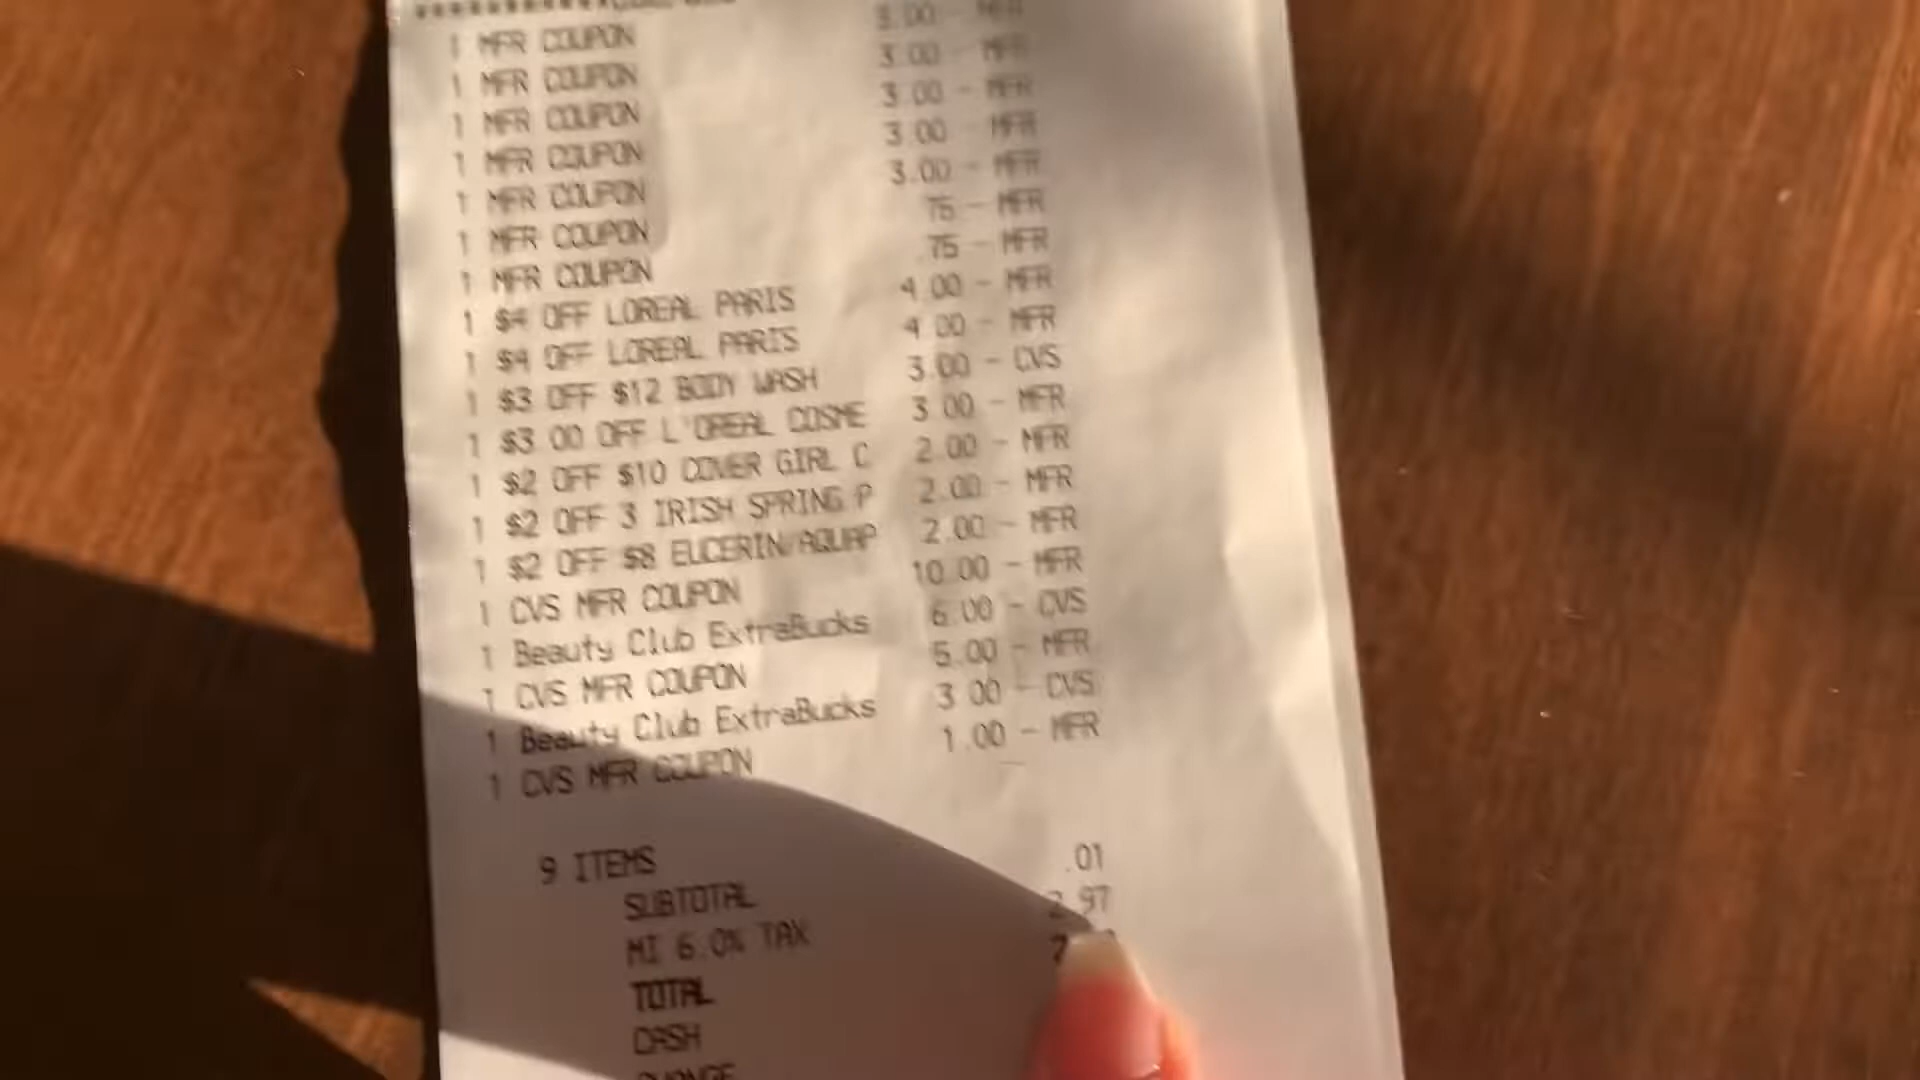 1 MFR COUPON 3.00 - MFR
1 MFR COUPON 3.00 - MFR
1 MFR COUPON 3.00 - MFR
1 MFR COUPON 3.00 - MFR
1 MFR COUPON 3.00 - MFR
1 MFR COUPON .75 - MFR
1 MFR COUPON .75 - MFR
1 $4 OFF LOREAL PARIS 4.00 - MFR
1 $4 OFF LOREAL PARIS 4.00 - MFR
1 $3 OFF $12 BODY WASH 3.00 - CVS
1 $3.00 OFF L'OREAL COSME 3.00 - MFR
1 $2 OFF $10 COVER GIRL C 2.00 - MFR
1 $2 OFF 3 IRISH SPRING P 2.00 - MFR
1 $2 OFF $8 EUCERIN/AQUAP 2.00 - MFR
1 CVS MFR COUPON 10.00 - MFR
1 Beauty Club ExtraBucks 6.00 - CVS
1 CVS MFR COUPON 5.00 - MFR
1 Beauty Club ExtraBucks 3.00 - CVS
1 CVS MFR COUPON 1.00 - MFR
9 ITEMS
SUBTOTAL .01
MI 6.0% TAX 2.97
TOTAL
CASH
CHANGE